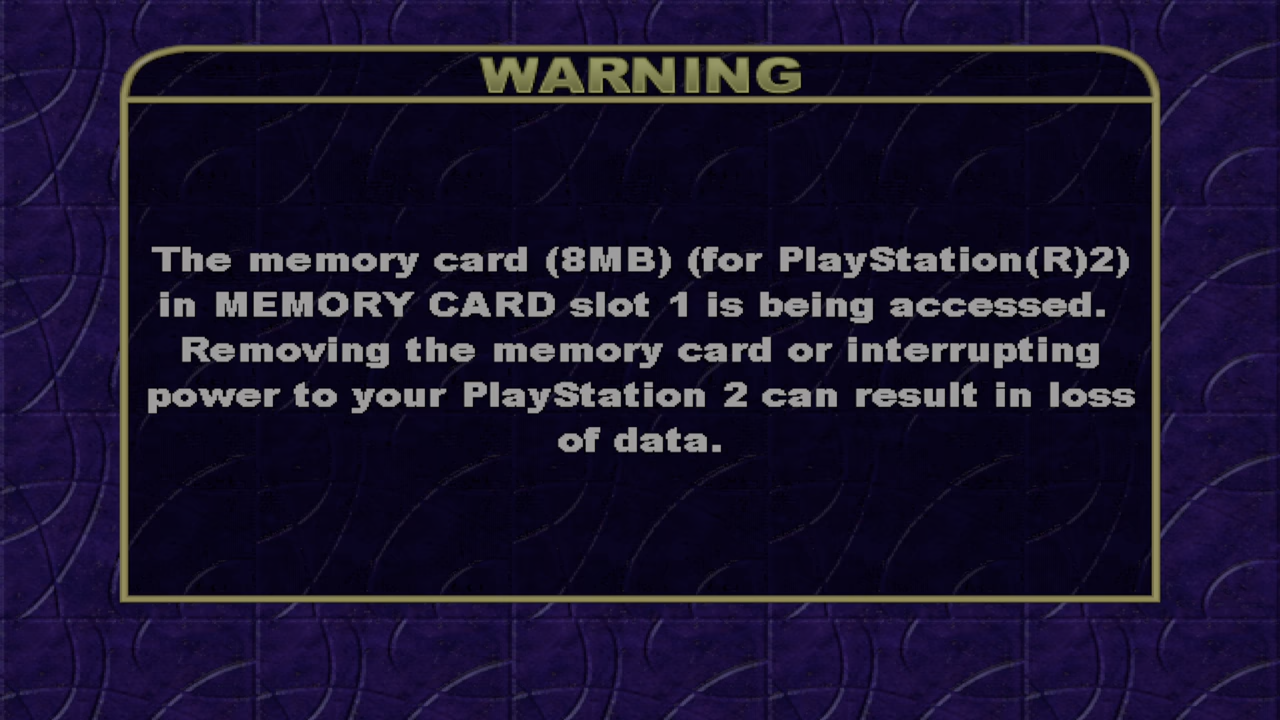 WARNING
The memory card (8MB) (for PlayStation(R)2)
in MEMORY CARD slot 1 is being accessed.
Removing the memory card or interrupting
power to your PlayStation 2 can result in loss
of data.